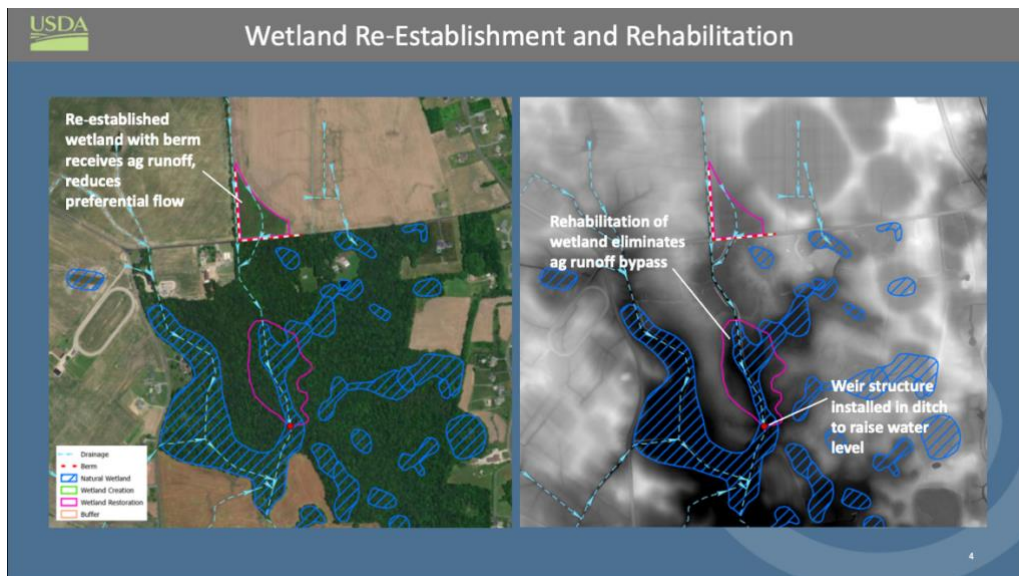 USDA
Wetland Re-Establishment and Rehabilitation
Re-established
wetland with berm
receives ag runoff,
reduces
preferential flow
Drainage
Berm
Natural Wetland
Wetland Creation
Wetland Restoration
Buffer
Rehabilitation of
wetland eliminates
ag runoff bypass
Weir structure
installed in ditch
to raise water
level
4